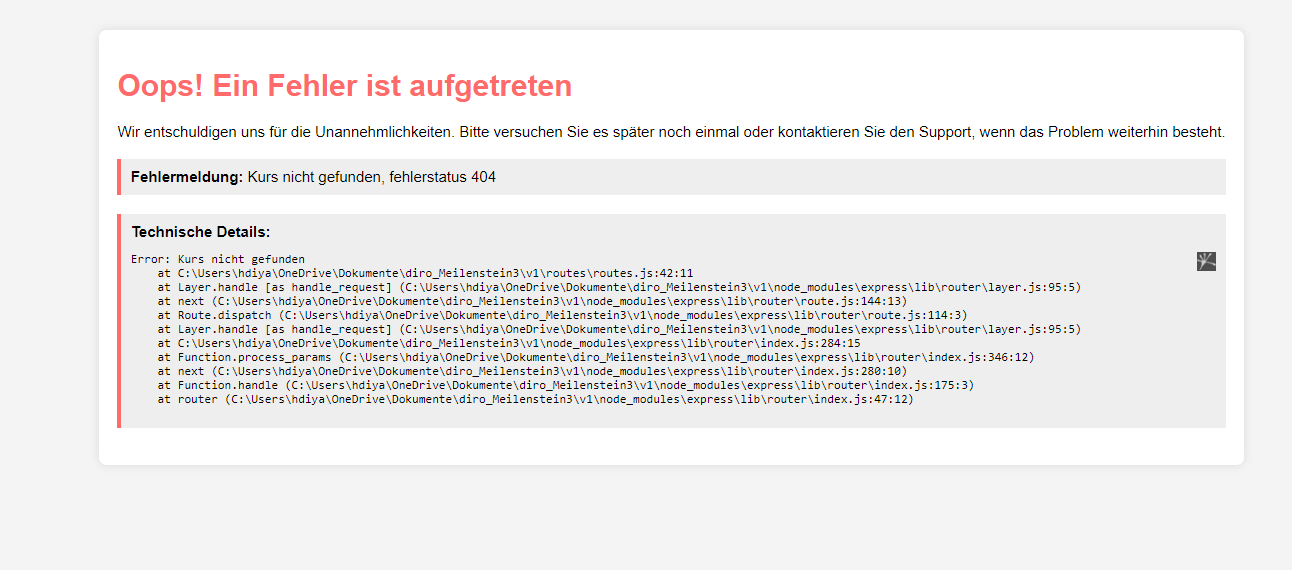 Oops! Ein Fehler ist aufgetreten
Wir entschuldigen uns für die Unannehmlichkeiten. Bitte versuchen Sie es später noch einmal oder kontaktieren Sie den Support, wenn das Problem weiterhin besteht.
Fehlermeldung: Kurs nicht gefunden, fehlerstatus 404
Technische Details:
Error: Kurs nicht gefunden
    at C:\Users\hdiya\OneDrive\Dokumente\diro_Meilenstein3\v1\routes\routes.js:42:11
    at Layer.handle [as handle_request] (C:\Users\hdiya\OneDrive\Dokumente\diro_Meilenstein3\v1\node_modules\express\lib\router\layer.js:95:5)
    at next (C:\Users\hdiya\OneDrive\Dokumente\diro_Meilenstein3\v1\node_modules\express\lib\router\route.js:144:13)
    at Route.dispatch (C:\Users\hdiya\OneDrive\Dokumente\diro_Meilenstein3\v1\node_modules\express\lib\router\route.js:114:3)
    at Layer.handle [as handle_request] (C:\Users\hdiya\OneDrive\Dokumente\diro_Meilenstein3\v1\node_modules\express\lib\router\layer.js:95:5)
    at C:\Users\hdiya\OneDrive\Dokumente\diro_Meilenstein3\v1\node_modules\express\lib\router\index.js:284:15
    at Function.process_params (C:\Users\hdiya\OneDrive\Dokumente\diro_Meilenstein3\v1\node_modules\express\lib\router\index.js:346:12)
    at next (C:\Users\hdiya\OneDrive\Dokumente\diro_Meilenstein3\v1\node_modules\express\lib\router\index.js:280:10)
    at Function.handle (C:\Users\hdiya\OneDrive\Dokumente\diro_Meilenstein3\v1\node_modules\express\lib\router\index.js:175:3)
    at router (C:\Users\hdiya\OneDrive\Dokumente\diro_Meilenstein3\v1\node_modules\express\lib\router\index.js:47:12)